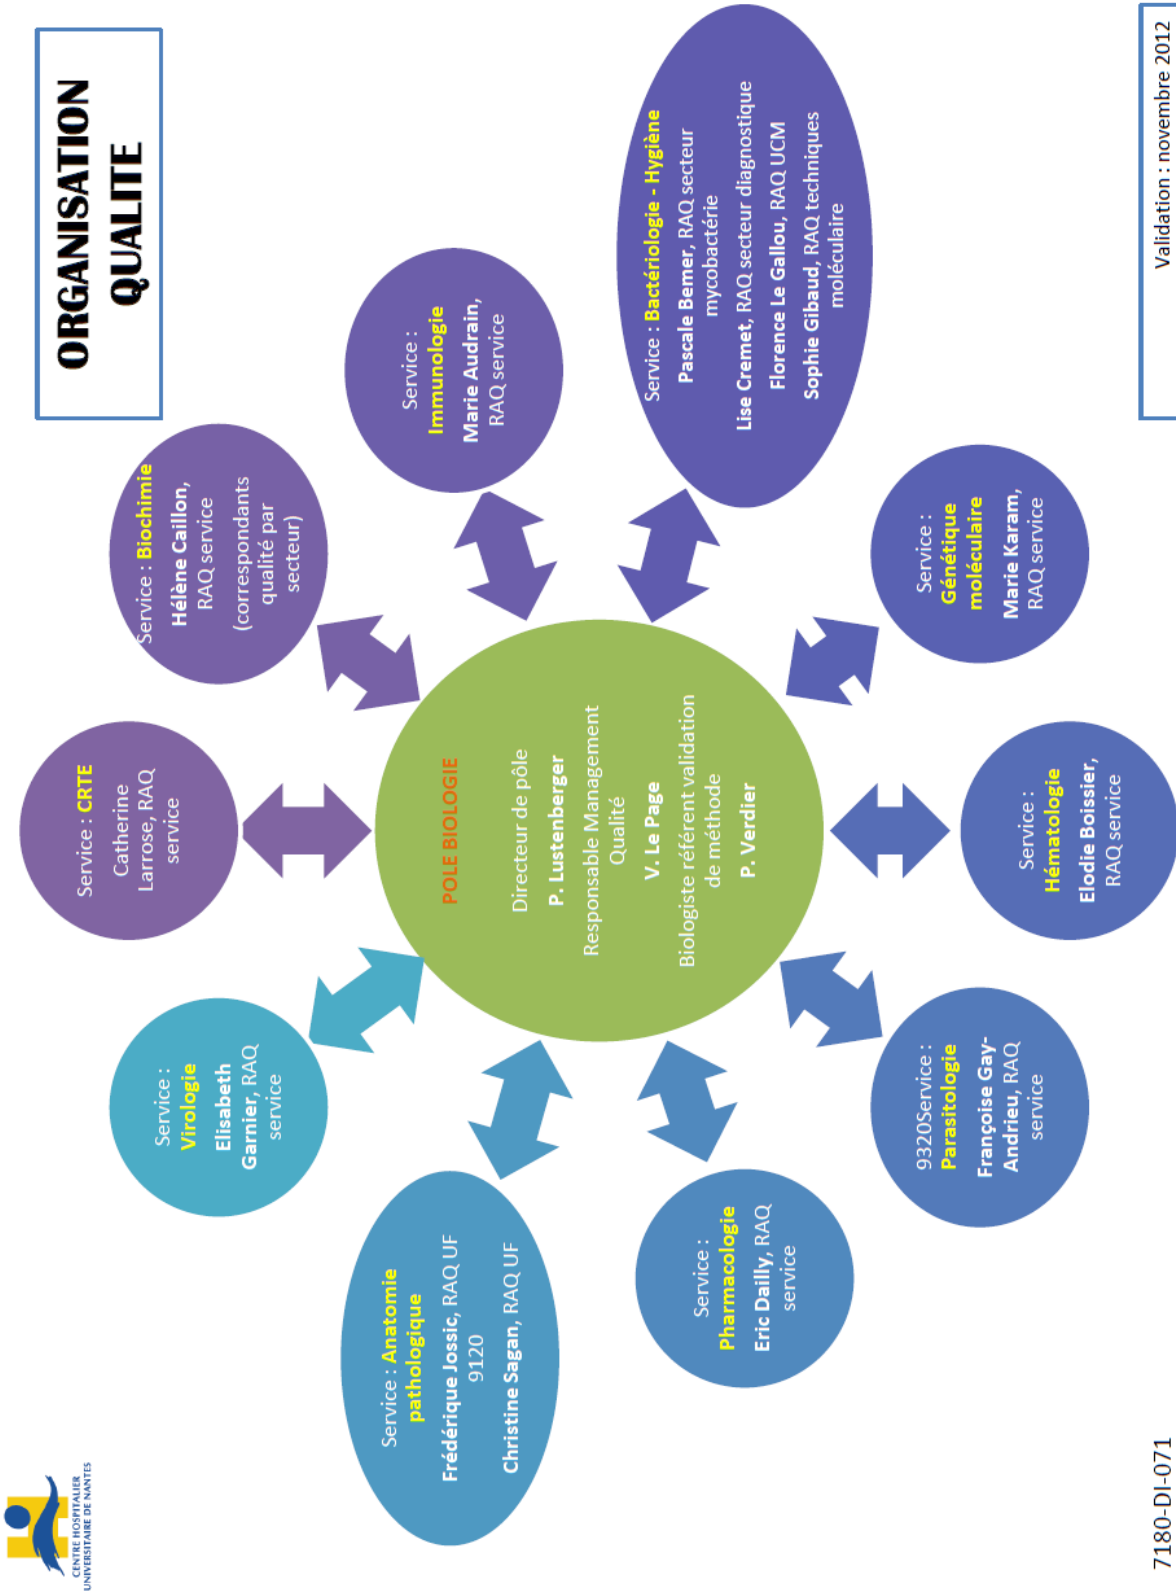 CENTRE HOSPITALIER
UNIVERSITAIRE DE NANTES
ORGANISATION
QUALITE
Service : CRTE
Catherine
Larrose, RAQ
service
Service : Biochimie
Hélène Caillon,
RAQ service
(correspondants
qualité par
secteur)
Service :
Immunologie
Marie Audrain,
RAQ service
Service : Bactériologie - Hygiène
Pascale Bemer, RAQ secteur
mycobactérie
Lise Cremet, RAQ secteur diagnostique
Florence Le Gallou, RAQ UCM
Sophie Gibaud, RAQ techniques
moléculaire
Service :
Génétique
moléculaire
Marie Karam,
RAQ service
Service :
Hématologie
Elodie Boissier,
RAQ service
9320Service :
Parasitologie
Françoise Gay-
Andrieu, RAQ
service
Service :
Pharmacologie
Eric Dailly, RAQ
service
Service : Anatomie
pathologique
Frédérique Jossic, RAQ UF
9120
Christine Sagan, RAQ UF
Service :
Virologie
Elisabeth
Garnier, RAQ
service
POLE BIOLOGIE
Directeur de pôle
P. Lustenberger
Responsable Management
Qualité
V. Le Page
Biologiste référent validation
de méthode
P. Verdier
7180-DI-071
Validation : novembre 2012